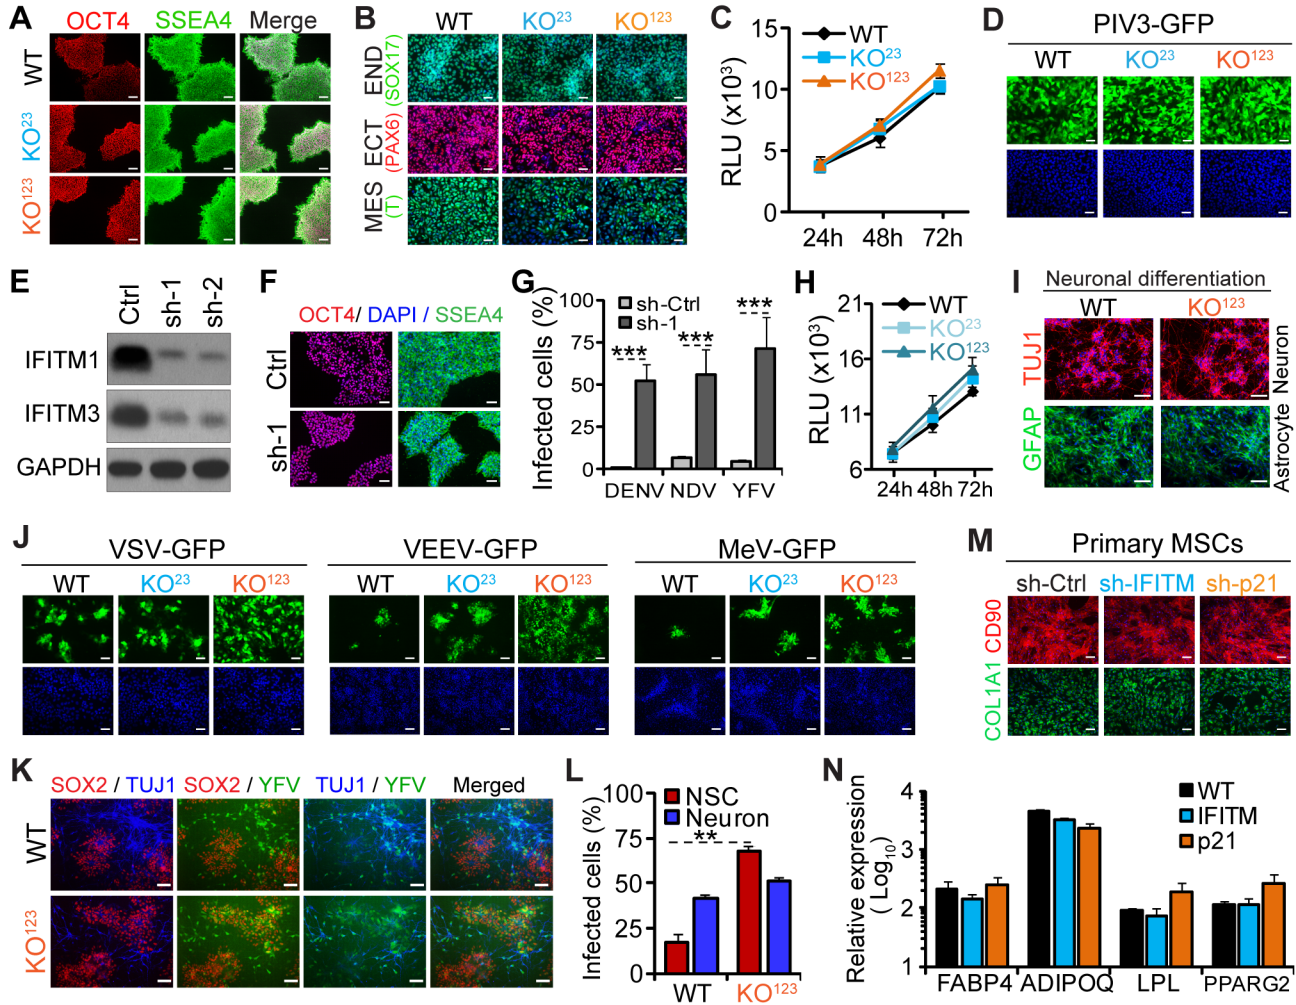 A
OCT4 SSEA4 Merge
WT
KO23
KO123
B
WT KO23 KO123
END
(SOX17)
ECT
(PAX6)
MES
(T)
C
WT
KO23
KO123
RLU (x103)
15
10
5
0
24h 48h 72h
D
PIV3-GFP
WT KO23 KO123
E
Ctrl
sh-1
sh-2
IFITM1
IFITM3
GAPDH
F
OCT4/ DAPI / SSEA4
Ctrl
sh-1
G
Infected cells (%)
sh-Ctrl
sh-1
100
75
50
25
0
***
***
***
DENV NDV YFV
H
WT
KO23
KO123
RLU (x103)
21
16
11
6
24h 48h 72h
I
Neuronal differentiation
WT KO123
TUJ1
Neuron
GFAP
Astrocyte
J
VSV-GFP VEEV-GFP MeV-GFP
WT KO23 KO123 WT KO23 KO123 WT KO23 KO123
M
Primary MSCs
sh-Ctrl sh-IFITM sh-p21
CD90
COL1A1
K
SOX2 / TUJ1 SOX2 / YFV TUJ1 / YFV Merged
WT
KO123
L
Infected cells (%)
100
75
50
25
0
NSC
Neuron
**
WT KO123
N
Relative expression
( Log10)
4
3
2
1
WT
IFITM
p21
FABP4 ADIPOQ LPL PPARG2